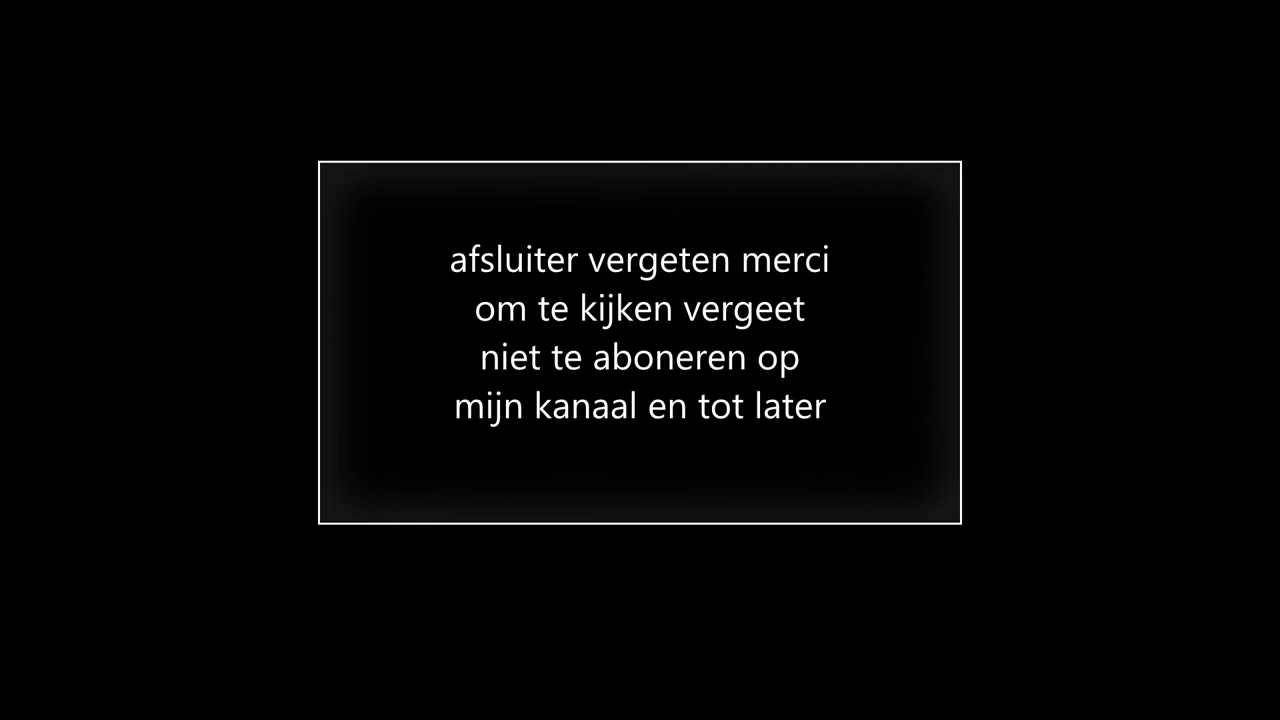 afsluiter vergeten merci
om te kijken vergeet
niet te aboneren op
mijn kanaal en tot later